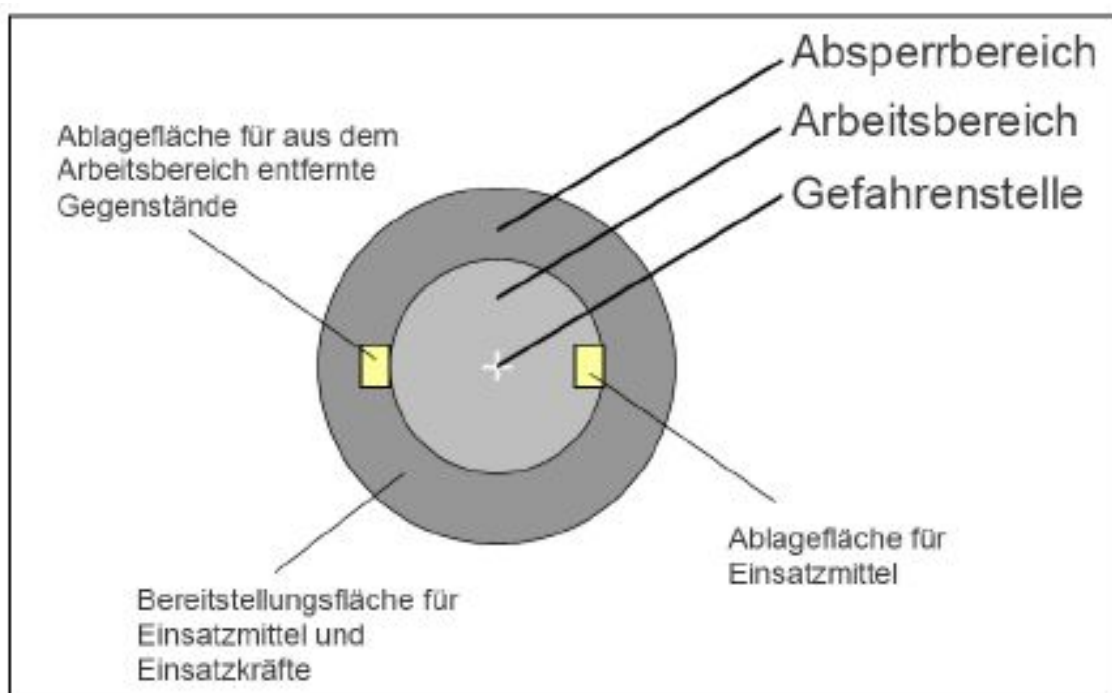 Absperrbereich
Arbeitsbereich
Gefahrenstelle
Ablagefläche für aus dem
Arbeitsbereich entfernte
Gegenstände
Ablagefläche für
Einsatzmittel
Bereitstellungsfläche für
Einsatzmittel und
Einsatzkräfte